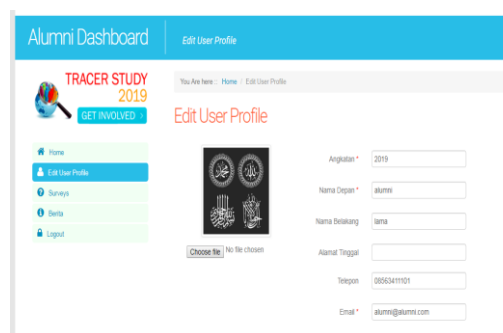 Alumni Dashboard
Edit User Profile
TRACER STUDY
2019
GET INVOLVED >
Home
Edit User Profile
Surveys
Berita
Logout
You Are here :: Home / Edit User Profile
Edit User Profile
Choose file No file chosen
Angkatan * 2019
Nama Depan * alumni
Nama Belakang lama
Alamat Tinggal
Telepon 08563411101
Email * alumni@alumni.com